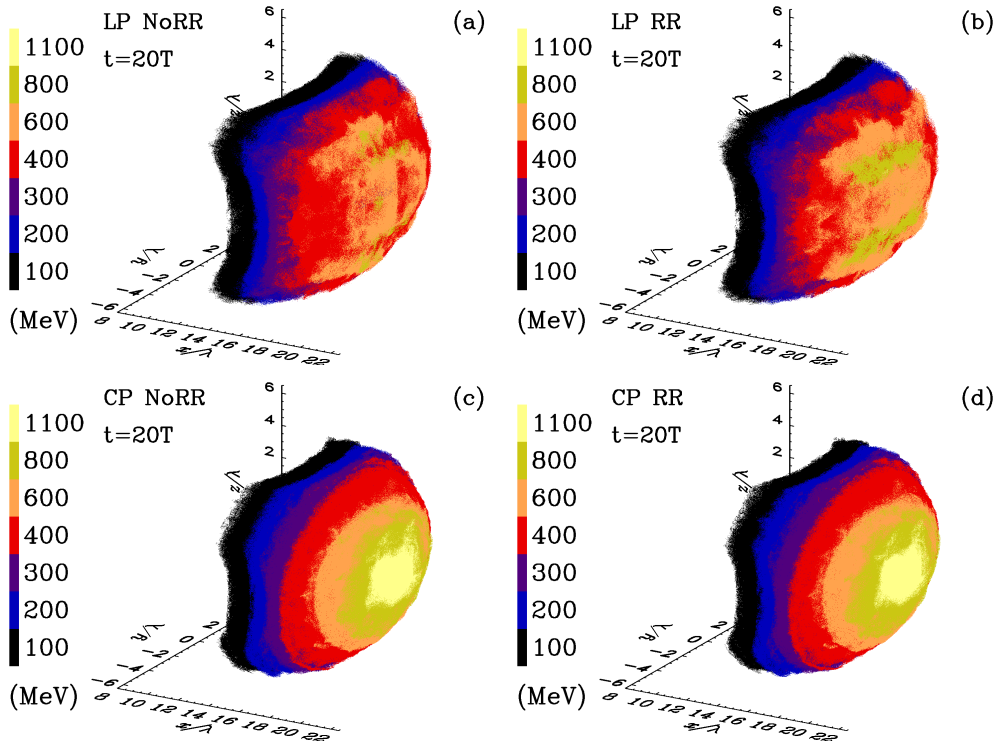 LP NoRR
(a)
t=20T
1100
800
600
400
300
200
100
(MeV)
6
4
2
z/λ
y/λ
2
0
−2
−4
−6
8 10 12 14 16 18 20 22
x/λ
LP RR
(b)
t=20T
1100
800
600
400
300
200
100
(MeV)
6
4
2
z/λ
y/λ
2
0
−2
−4
−6
8 10 12 14 16 18 20 22
x/λ
CP NoRR
(c)
t=20T
1100
800
600
400
300
200
100
(MeV)
6
4
2
z/λ
y/λ
2
0
−2
−4
−6
8 10 12 14 16 18 20 22
x/λ
CP RR
(d)
t=20T
1100
800
600
400
300
200
100
(MeV)
6
4
2
z/λ
y/λ
2
0
−2
−4
−6
8 10 12 14 16 18 20 22
x/λ